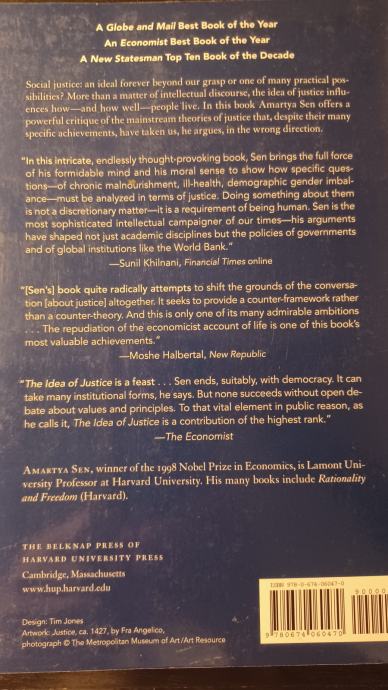 A Globe and Mail Best Book of the Year
An Economist Best Book of the Year
A New Statesman Top Ten Book of the Decade
Social justice: an ideal forever beyond our grasp or one of many practical pos-
sibilities? More than a matter of intellectual discourse, the idea of justice influ-
ences how—and how well—people live. In this book Amartya Sen offers a
powerful critique of the mainstream theories of justice that, despite their many
specific achievements, have taken us, he argues, in the wrong direction.
"In this intricate, endlessly thought-provoking book, Sen brings the full force
of his formidable mind and his moral sense to show how specific ques-
tions—of chronic malnourishment, ill-health, demographic gender imbal-
ance—must be analyzed in terms of justice. Doing something about them
is not a discretionary matter—it is a requirement of being human. Sen is the
most sophisticated intellectual campaigner of our times—his arguments
have shaped not just academic disciplines but the policies of governments
and of global institutions like the World Bank."
—Sunil Khilnani, Financial Times online
"[Sen's] book quite radically attempts to shift the grounds of the conversa-
tion [about justice] altogether. It seeks to provide a counter-framework rather
than a counter-theory. And this is only one of its many admirable ambitions
. . . The repudiation of the economicist account of life is one of this book's
most valuable achievements."
—Moshe Halbertal, New Republic
"The Idea of Justice is a feast . . . Sen ends, suitably, with democracy. It can
take many institutional forms, he says. But none succeeds without open de-
bate about values and principles. To that vital element in public reason, as
he calls it, The Idea of Justice is a contribution of the highest rank."
—The Economist
AMARTYA SEN, winner of the 1998 Nobel Prize in Economics, is Lamont Uni-
versity Professor at Harvard University. His many books include Rationality
and Freedom (Harvard).
THE BELKNAP PRESS OF
HARVARD UNIVERSITY PRESS
Cambridge, Massachusetts
www.hup.harvard.edu
Design: Tim Jones
Artwork: Justice, ca. 1427, by Fra Angelico,
photograph © The Metropolitan Museum of Art/Art Resource
ISBN 978-0-674-06047-0
90000
9 780674 060470